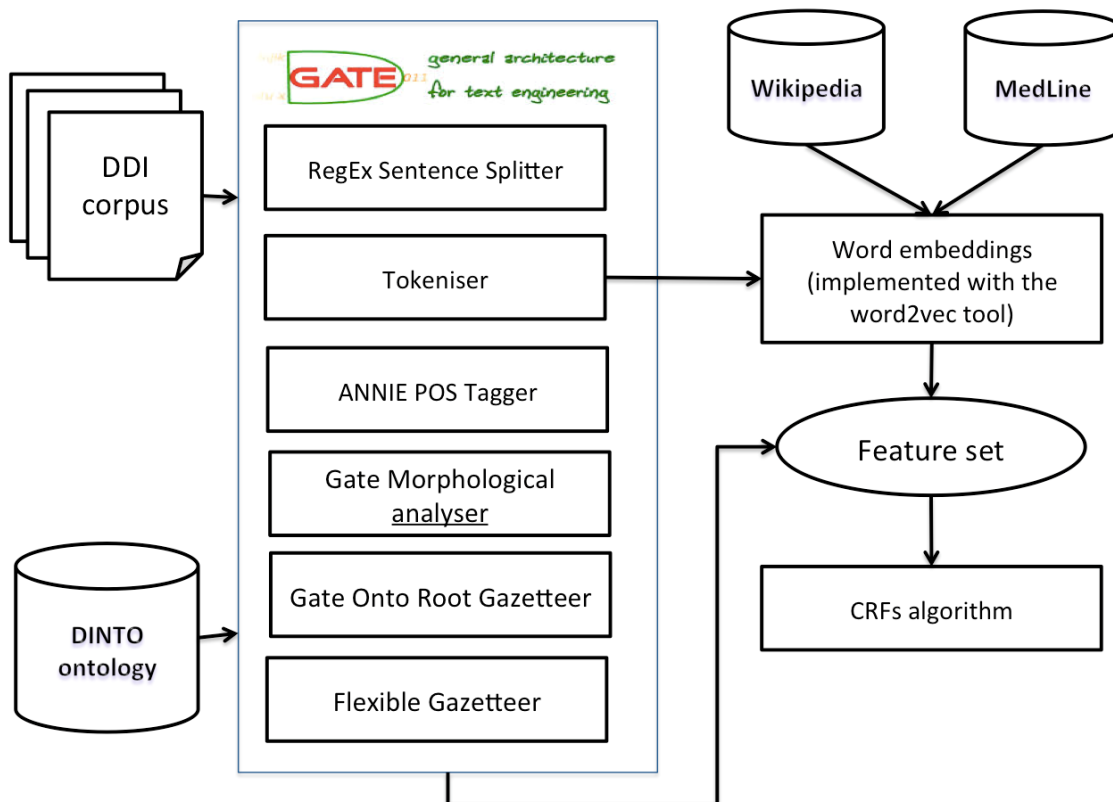 GATE
general architecture
for text engineering
DDI
corpus
RegEx Sentence Splitter
Tokeniser
ANNIE POS Tagger
Gate Morphological
analyser
Gate Onto Root Gazetteer
Flexible Gazetteer
DINTO
ontology
Wikipedia
MedLine
Word embeddings
(implemented with the
word2vec tool)
Feature set
CRFs algorithm